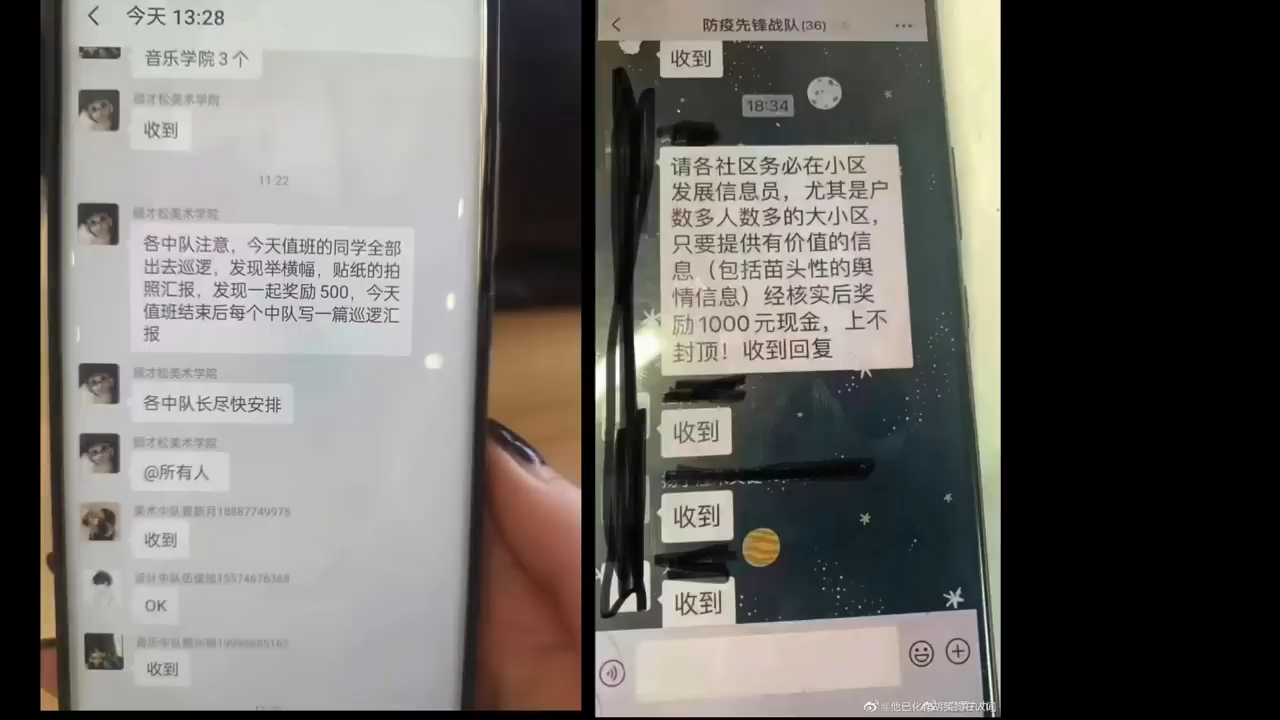 今天 13:28
音乐学院3个
收到
11:22
各中队注意，今天值班的同学全部
出去巡逻，发现举横幅，贴纸的拍
照汇报，发现一起奖励500，今天
值班结束后每个中队写一篇巡逻汇
报
各中队长尽快安排
@所有人
收到
OK
收到
防疫先锋战队(36)
收到
18:34
请各社区务必在小区
发展信息员，尤其是户
数多人数多的大小区，
只要提供有价值的信
息（包括苗头性的舆
情信息）经核实后奖
励1000元现金，上不
封顶！收到回复
收到
收到
收到